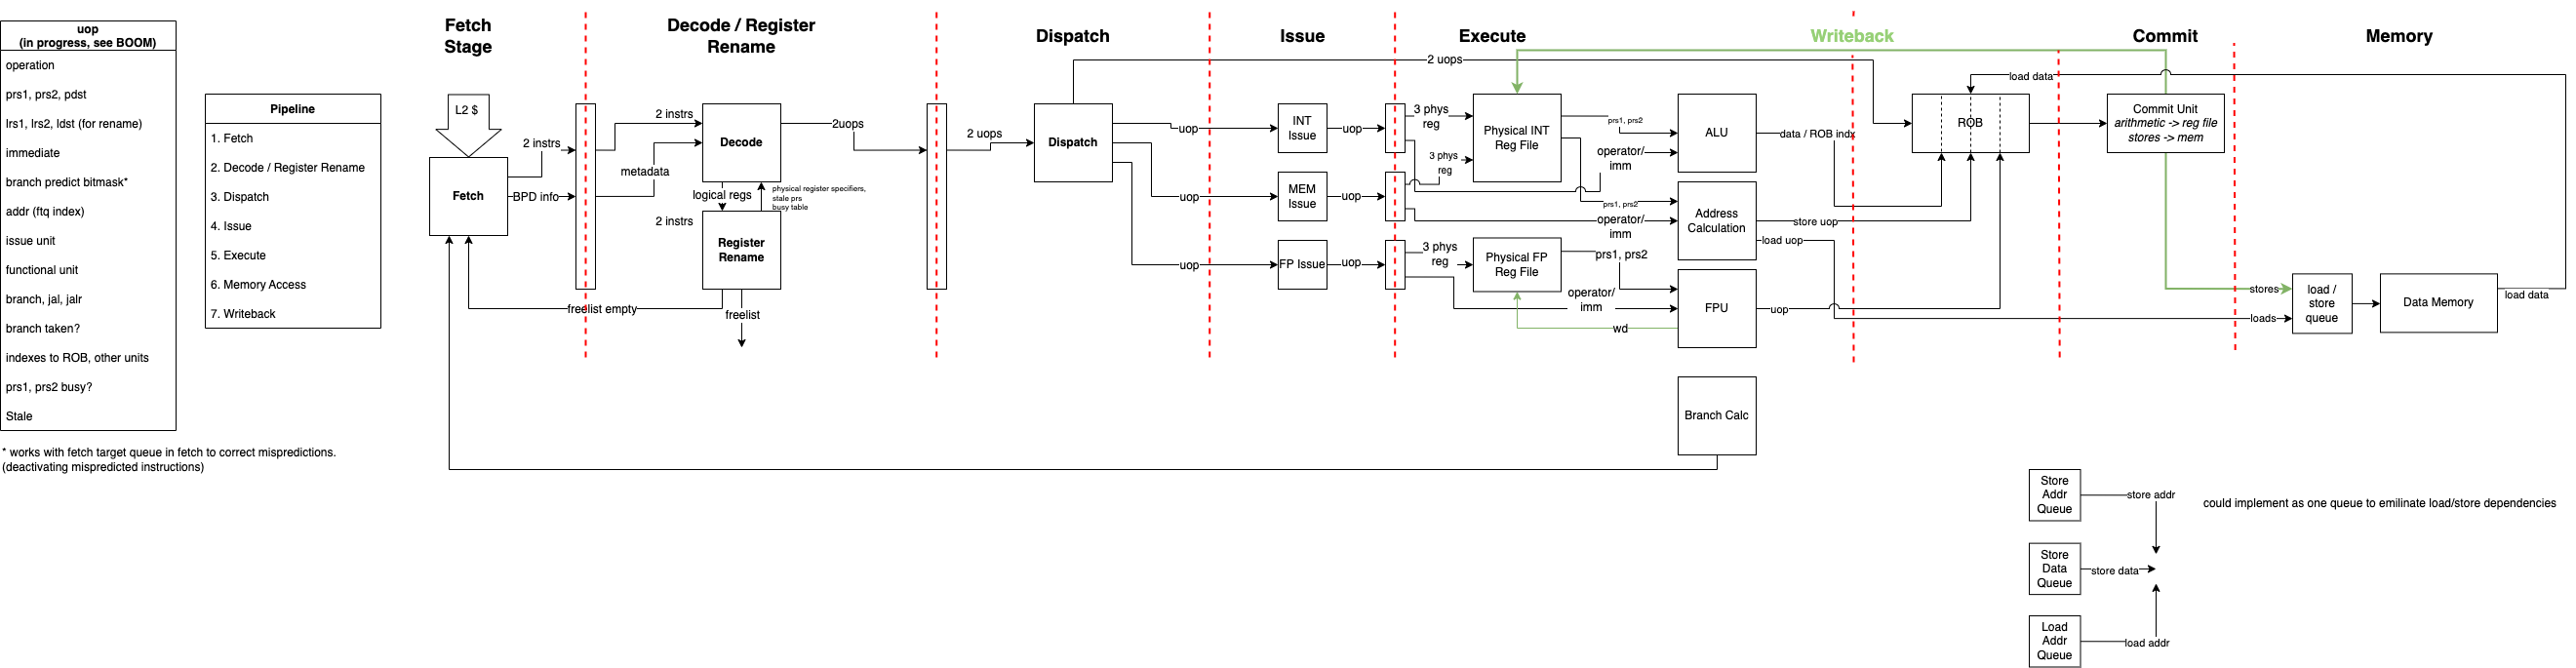 uop
(in progress, see BOOM)
operation
prs1, prs2, pdst
lrs1, lrs2, ldst (for rename)
immediate
branch predict bitmask*
addr (ftq index)
issue unit
functional unit
branch, jal, jalr
branch taken?
indexes to ROB, other units
prs1, prs2 busy?
Stale
* works with fetch target queue in fetch to correct mispredictions.
(deactivating mispredicted instructions)
Pipeline
1. Fetch
2. Decode / Register Rename
3. Dispatch
4. Issue
5. Execute
6. Memory Access
7. Writeback
Fetch
Stage
L2 $
Fetch
2 instrs
BPD info
freelist empty
Decode / Register
Rename
2 instrs
metadata
Decode
2uops
logical regs
physical register specifiers,
stale prs
busy table
2 instrs
Register
Rename
freelist
Dispatch
2 uops
Dispatch
2 uops
uop
uop
uop
Issue
INT
Issue
uop
MEM
Issue
uop
FP Issue
uop
Execute
3 phys
reg
3 phys
reg
3 phys
reg
Physical INT
Reg File
Physical FP
Reg File
prs1, prs2
operator/
imm
prs1, prs2
operator/
imm
prs1, prs2
operator/
imm
wd
ALU
Address
Calculation
FPU
Branch Calc
Writeback
data / ROB indx
store uop
load uop
uop
load data
ROB
Commit
Commit Unit
arithmetic -> reg file
stores -> mem
Memory
stores
loads
load /
store
queue
Data Memory
load data
Store
Addr
Queue
store addr
could implement as one queue to emilinate load/store dependencies
Store
Data
Queue
store data
Load
Addr
Queue
load addr